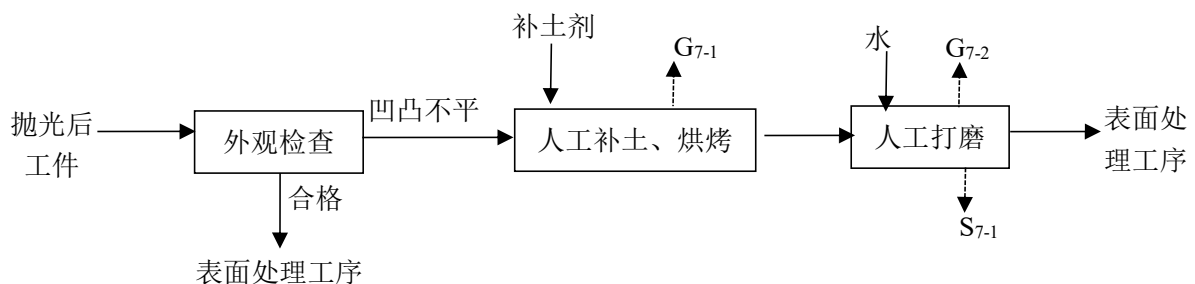 补土剂
G7-1
水
G7-2
抛光后
工件
外观检查
凹凸不平
人工补土、烘烤
人工打磨
表面处
理工序
合格
S7-1
表面处理工序